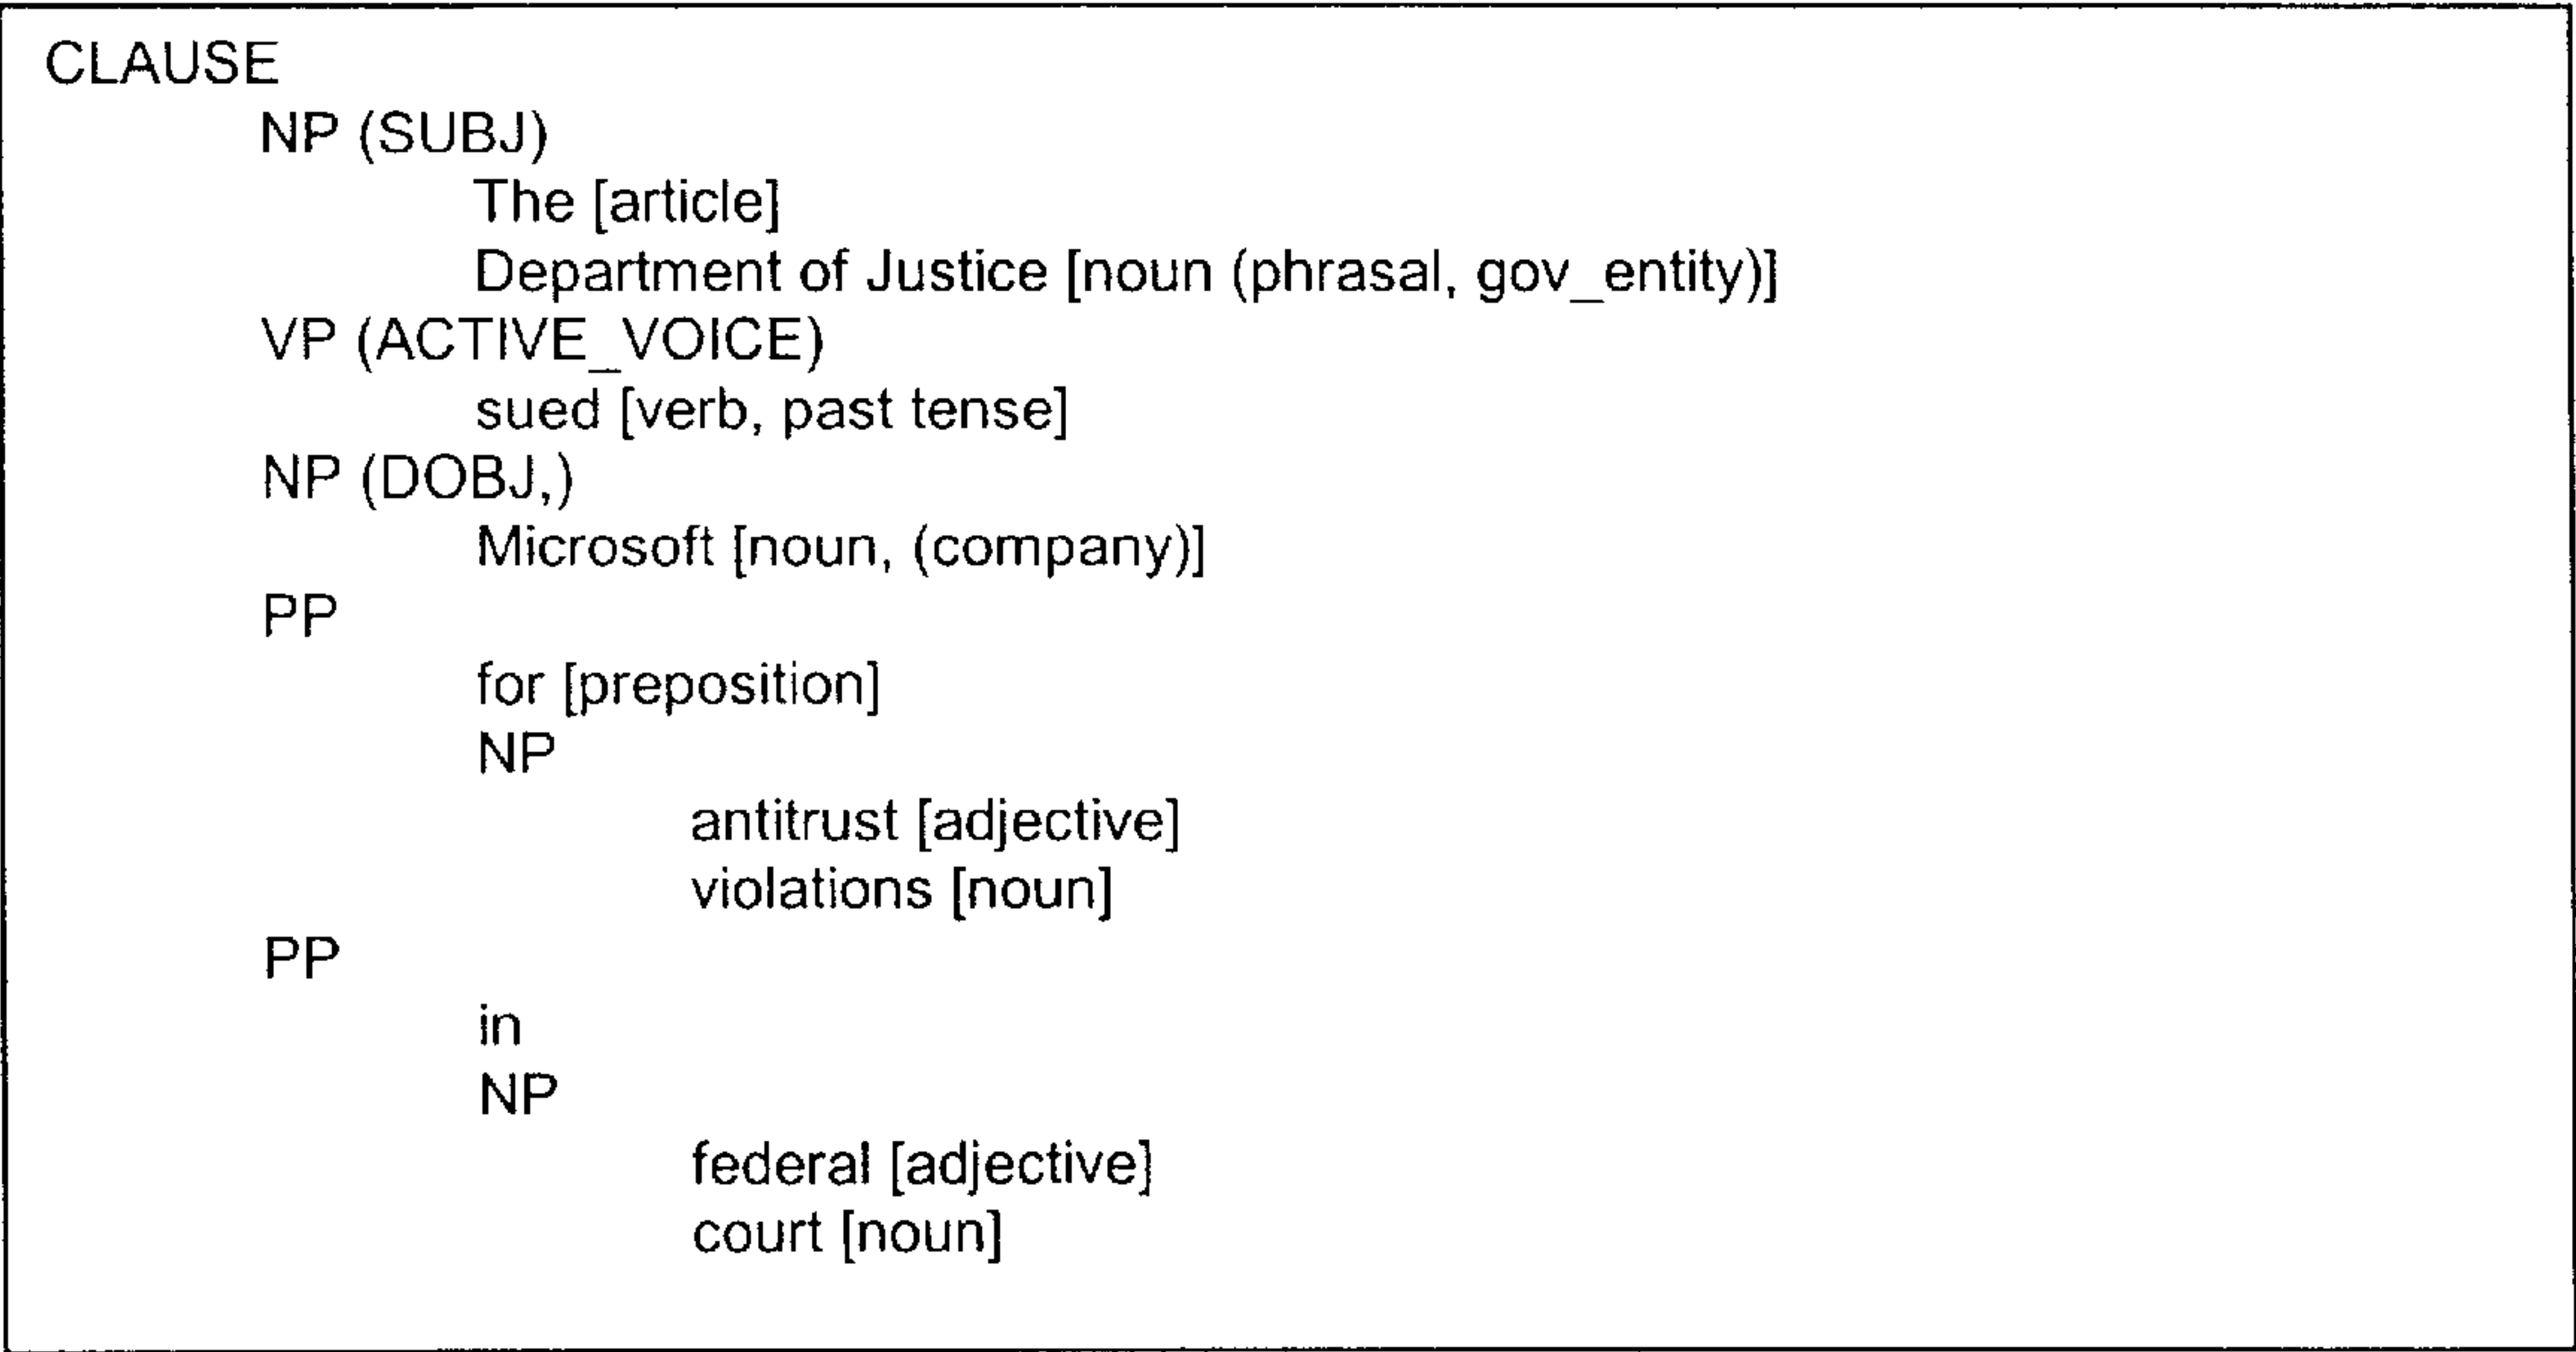 CLAUSE
NP (SUBJ)
The [article]
Department of Justice [noun (phrasal, gov_entity)]
VP (ACTIVE_VOICE)
sued [verb, past tense]
NP (DOBJ,)
Microsoft [noun, (company)]
PP
for [preposition]
NP
antitrust [adjective]
violations [noun]
PP
in
NP
federal [adjective]
court [noun]